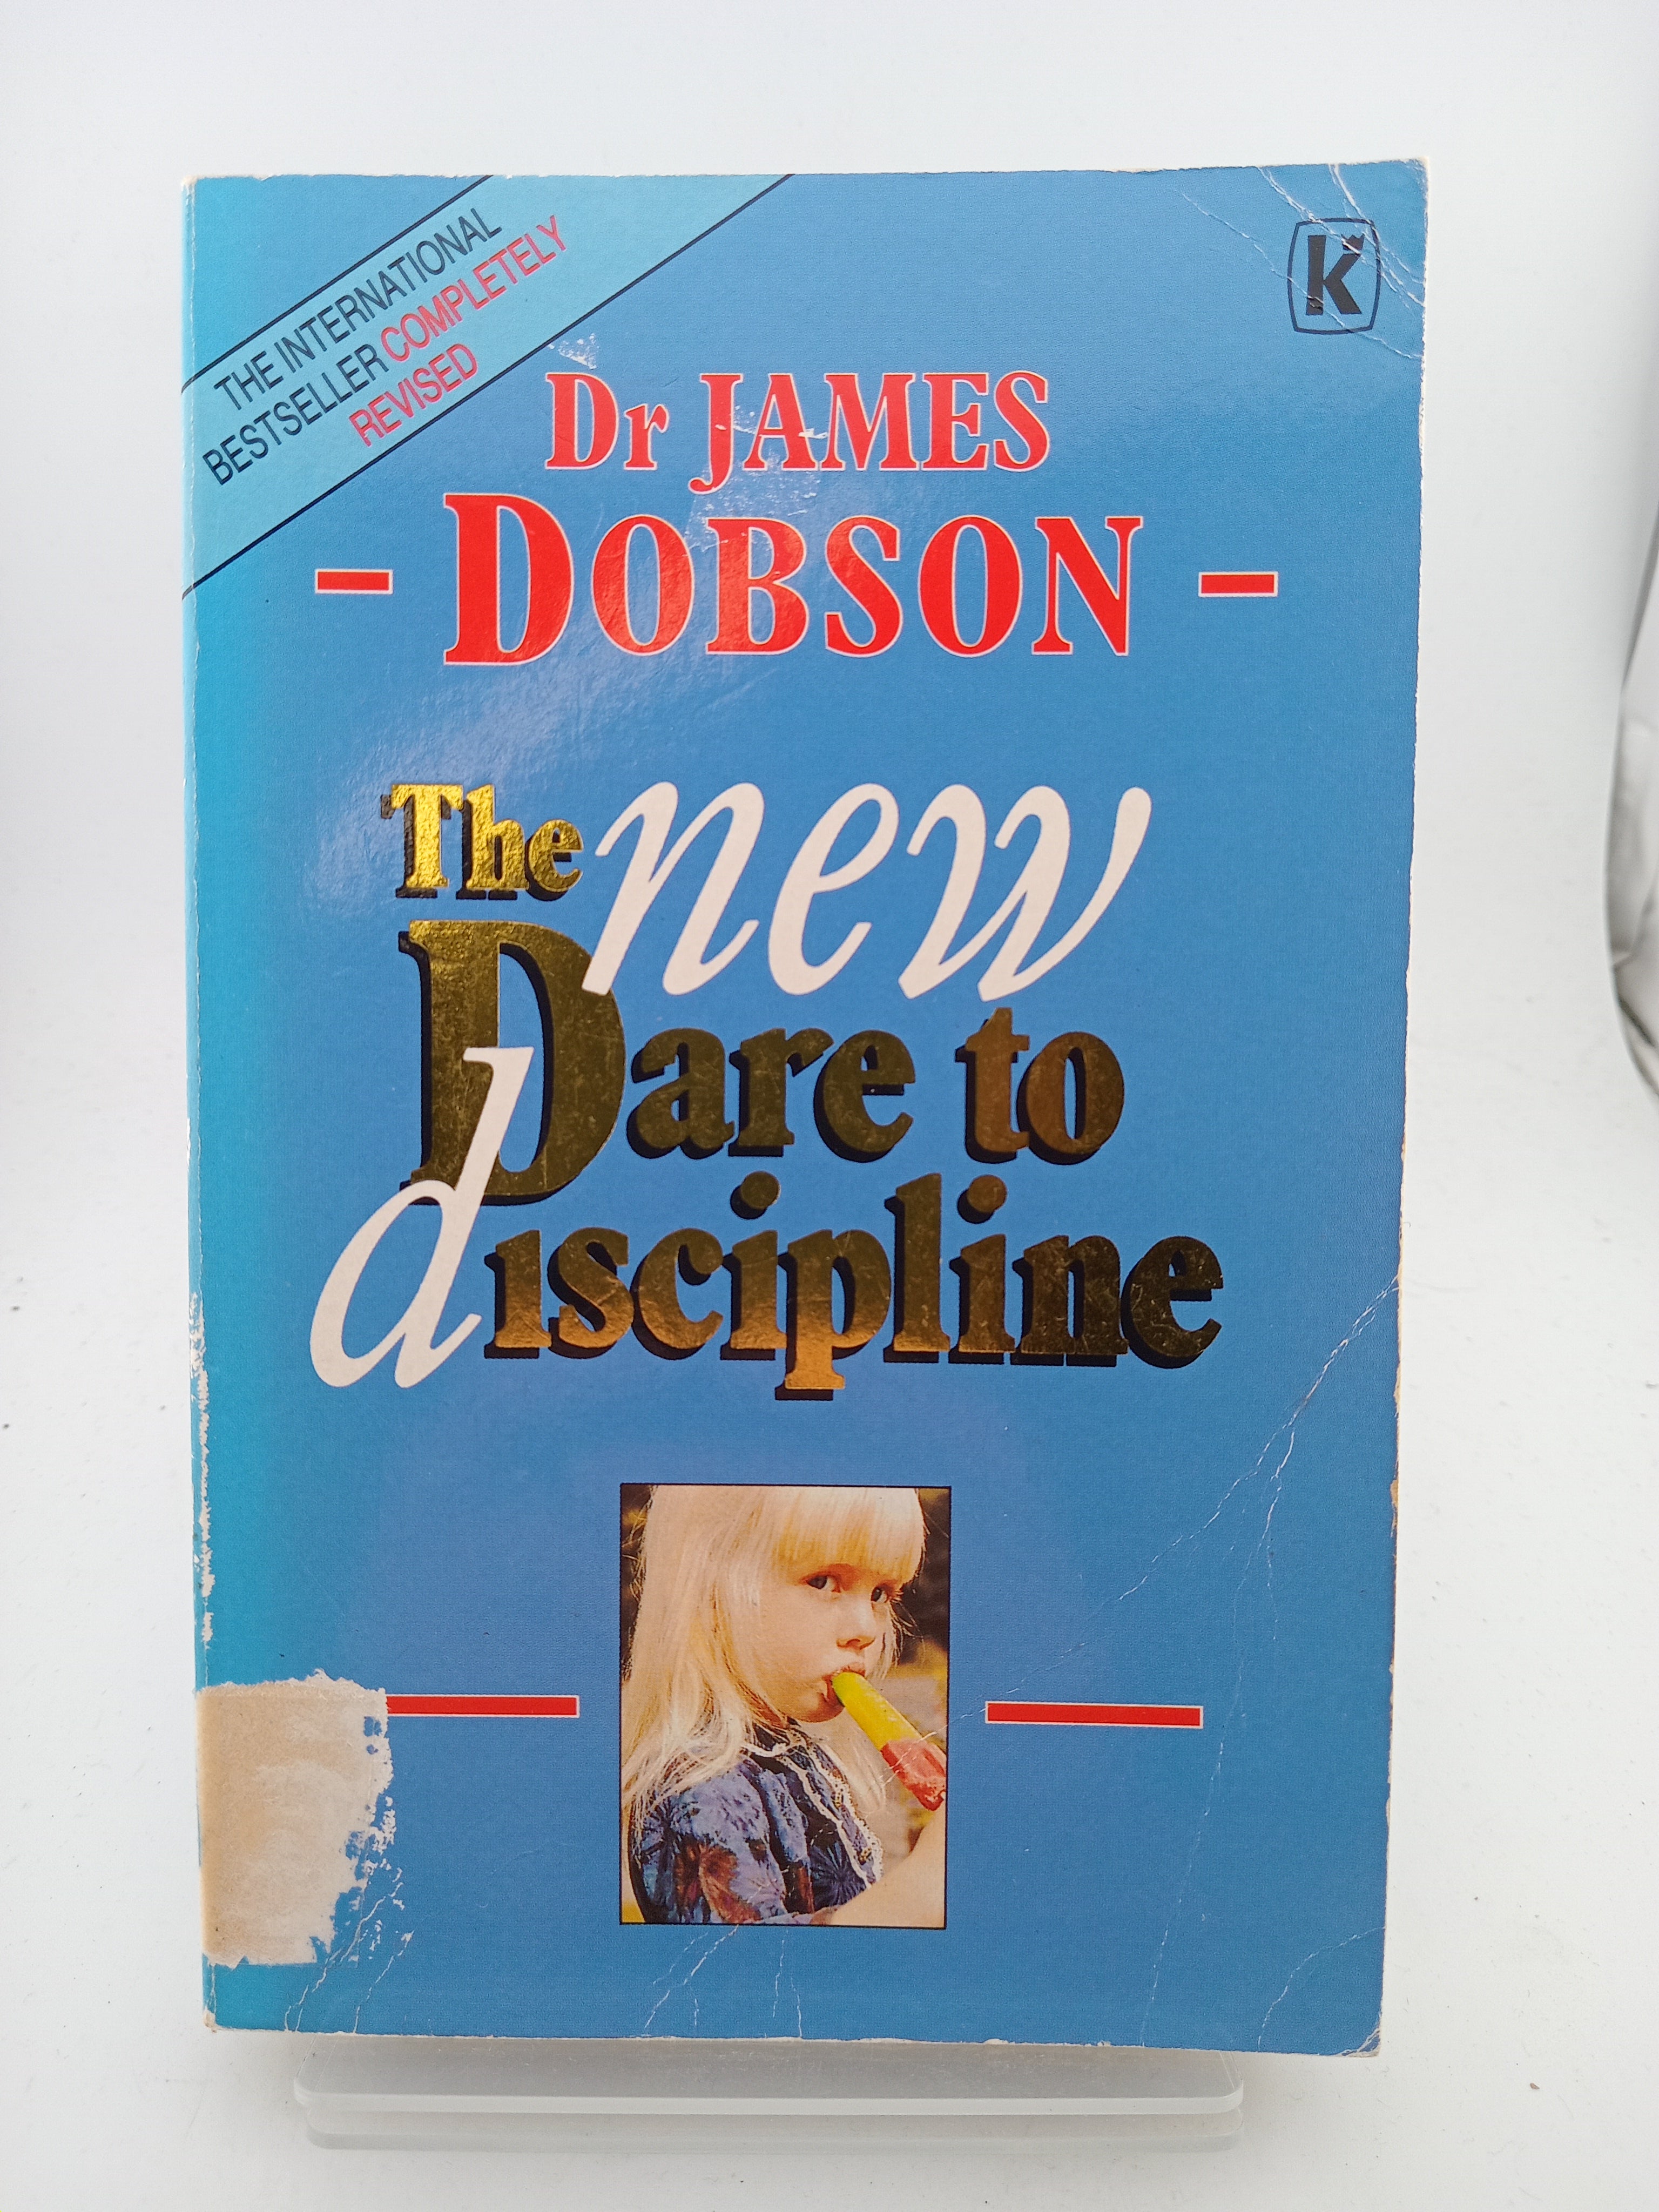 THE INTERNATIONAL
BESTSELLER COMPLETELY
REVISED
K
Dr JAMES
DOBSON
The new
Dare to
discipline